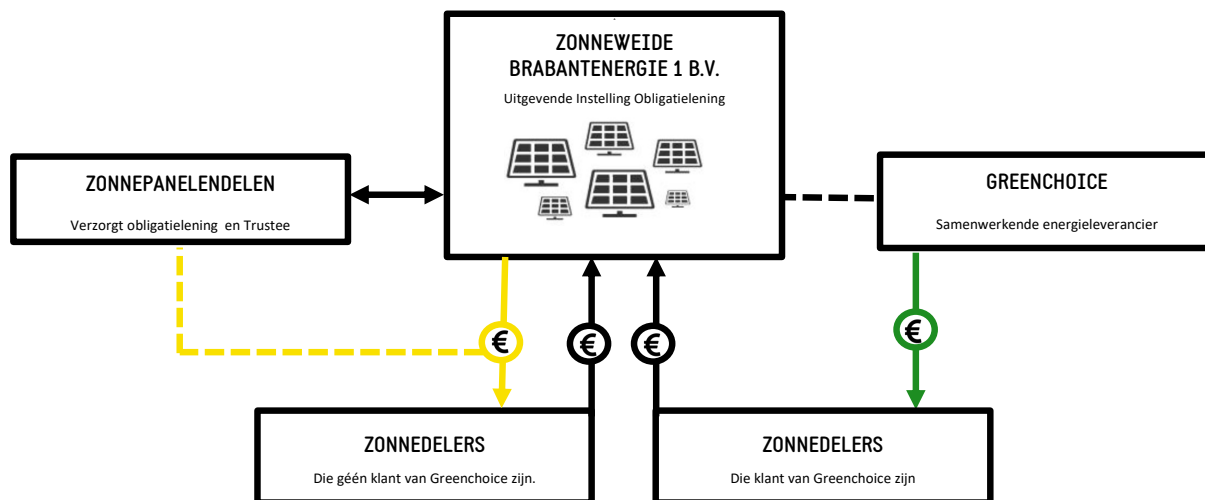 ZONNEWEIDE
BRABANTENERGIE 1 B.V.
Uitgevende Instelling Obligatielening
ZONNEPANELENDELEN
Verzorgt obligatielening en Trustee
GREENCHOICE
Samenwerkende energieleverancier
€
€
€
€
ZONNEDELERS
Die géén klant van Greenchoice zijn.
ZONNEDELERS
Die klant van Greenchoice zijn